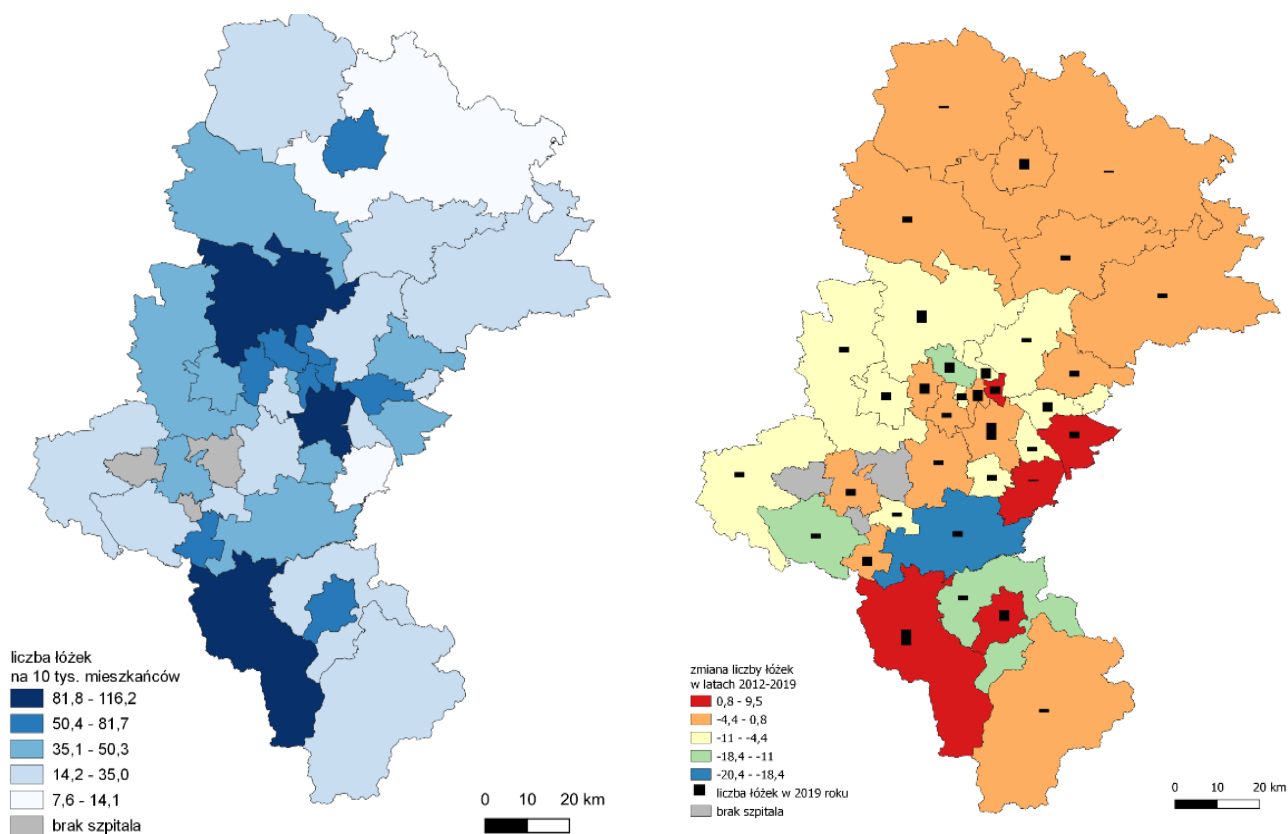 liczba łóżek
na 10 tys. mieszkańców
81,8 - 116,2
50,4 - 81,7
35,1 - 50,3
14,2 - 35,0
7,6 - 14,1
brak szpitala
0 10 20 km
zmiana liczby łóżek
w latach 2012-2019
0,8 - 9,5
-4,4 - 0,8
-11 - -4,4
-18,4 - -11
-20,4 - -18,4
liczba łóżek w 2019 roku
brak szpitala
0 10 20 km